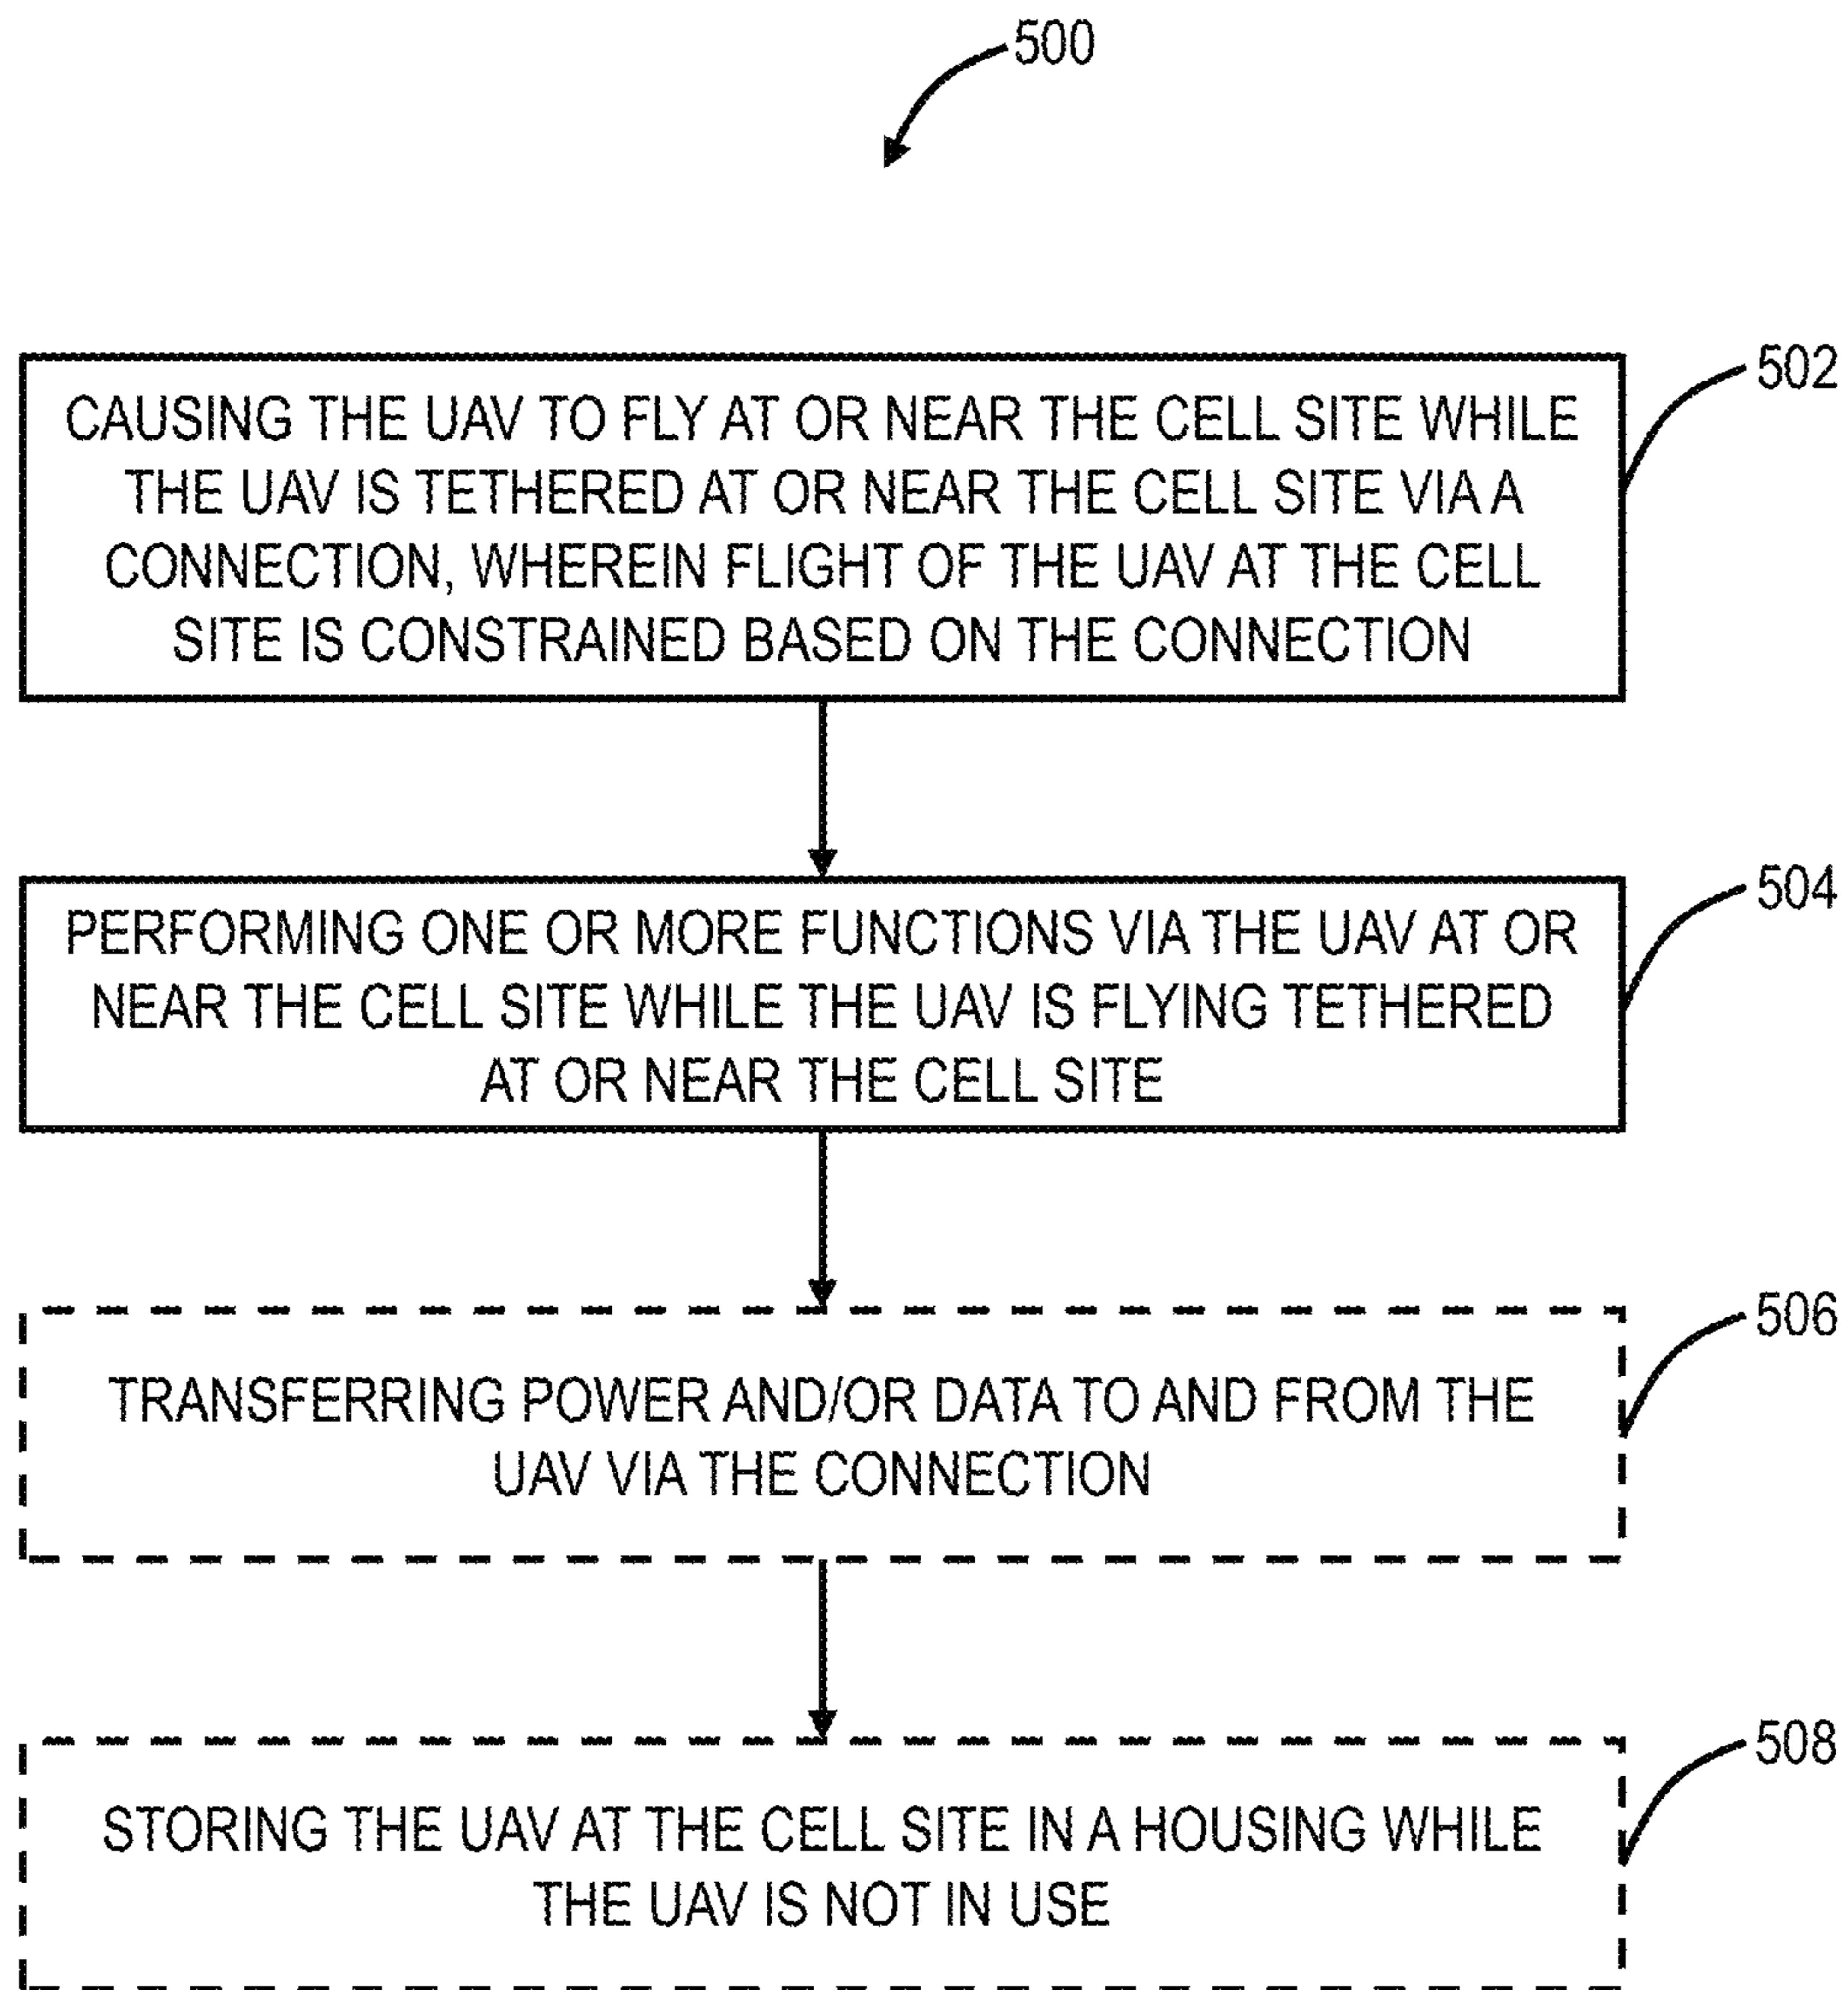 500
502
CAUSING THE UAV TO FLY AT OR NEAR THE CELL SITE WHILE
THE UAV IS TETHERED AT OR NEAR THE CELL SITE VIA A
CONNECTION, WHEREIN FLIGHT OF THE UAV AT THE CELL
SITE IS CONSTRAINED BASED ON THE CONNECTION
504
PERFORMING ONE OR MORE FUNCTIONS VIA THE UAV AT OR
NEAR THE CELL SITE WHILE THE UAV IS FLYING TETHERED
AT OR NEAR THE CELL SITE
506
TRANSFERRING POWER AND/OR DATA TO AND FROM THE
UAV VIA THE CONNECTION
508
STORING THE UAV AT THE CELL SITE IN A HOUSING WHILE
THE UAV IS NOT IN USE